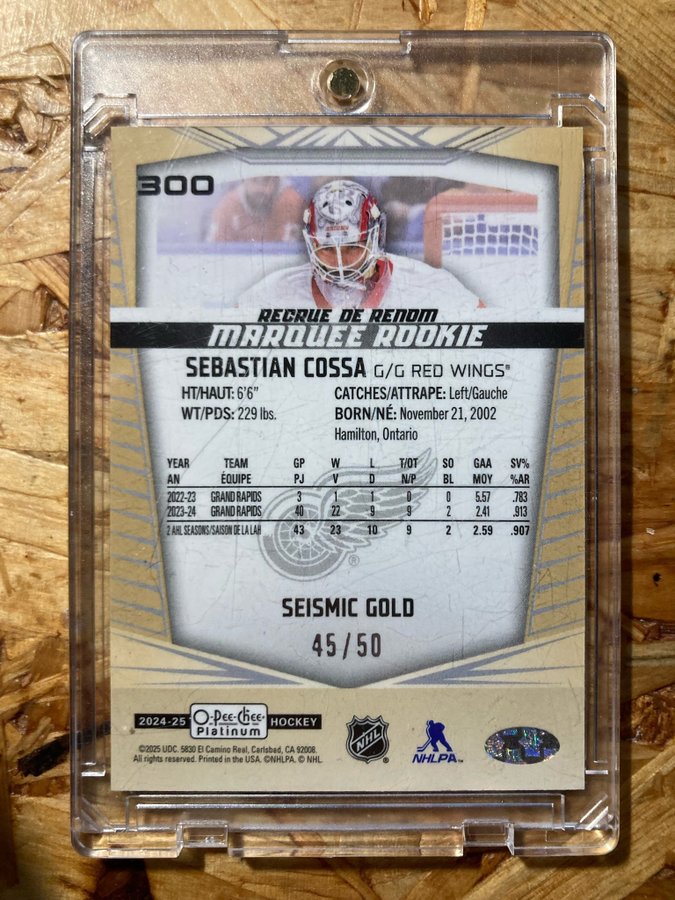 300
RECRUE DE RENOM
MARQUEE ROOKIE
SEBASTIAN COSSA G/G RED WINGS®
HT/HAUT: 6'6" CATCHES/ATTRAPE: Left/Gauche
WT/PDS: 229 lbs. BORN/NÉ: November 21, 2002
Hamilton, Ontario
YEAR TEAM GP W L T/OT SO GAA SV%
AN ÉQUIPE PJ V D N/P BL MOY %AR
2022-23 GRAND RAPIDS 3 1 1 0 0 5.57 .783
2023-24 GRAND RAPIDS 40 22 9 9 2 2.41 .913
2 AHL SEASONS/SAISON DE LA LAH 43 23 10 9 2 2.59 .907
®
SEISMIC GOLD
45/50
2024-25 O-Pee-Chee Platinum HOCKEY
NHL
NHLPA™
©2025 UDC. 5830 El Camino Real, Carlsbad, CA 92008.
All rights reserved. Printed in the USA. ©NHLPA. © NHL